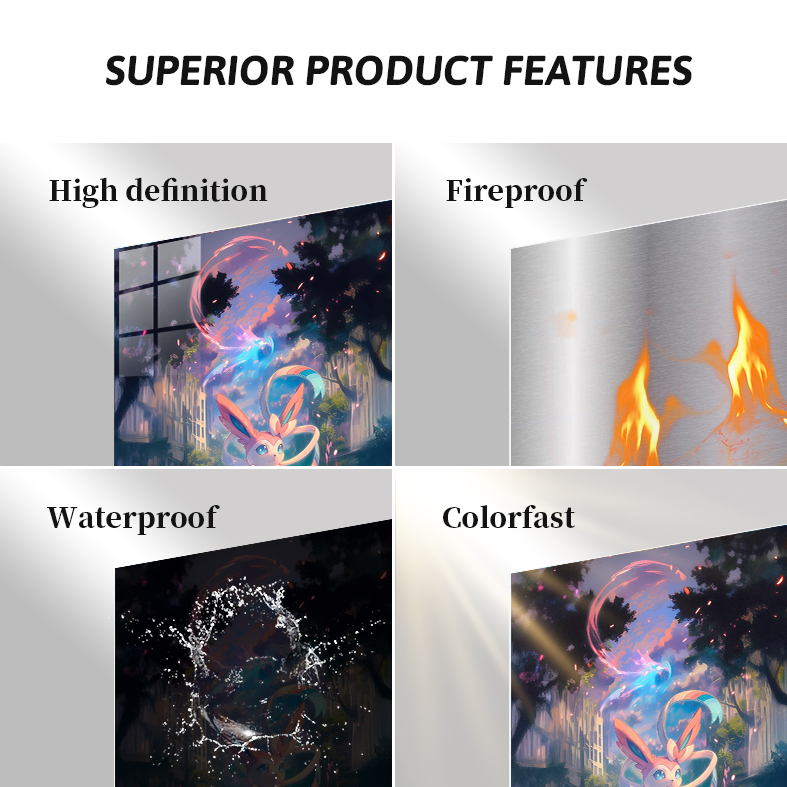 SUPERIOR PRODUCT FEATURES
High definition
Fireproof
Waterproof
Colorfast